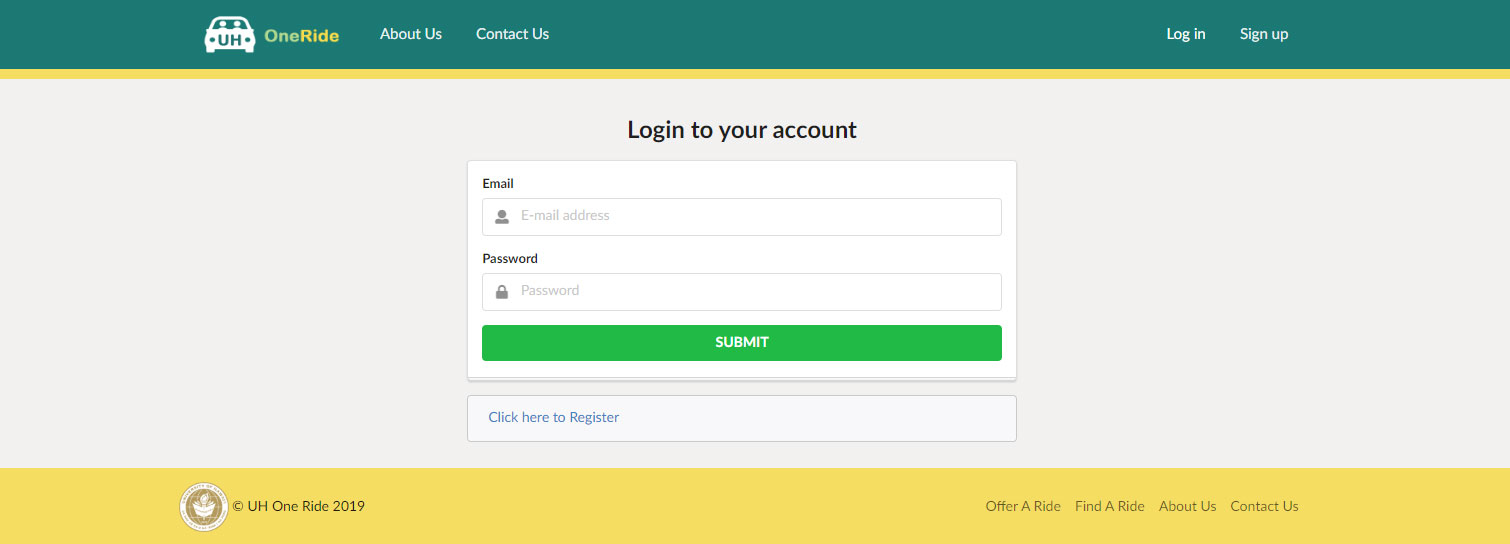 UH OneRide About Us Contact Us Log in Sign up
Login to your account
Email
E-mail address
Password
Password
SUBMIT
Click here to Register
© UH One Ride 2019 Offer A Ride Find A Ride About Us Contact Us